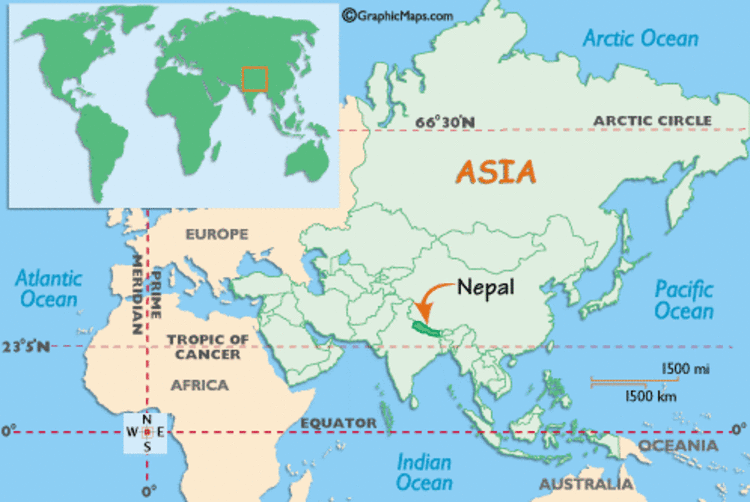 ©GraphicMaps.com
Arctic Ocean
66°30'N
ARCTIC CIRCLE
ASIA
EUROPE
Atlantic
Ocean
PRIME
MERIDIAN
Nepal
Pacific
Ocean
23°5'N
TROPIC OF
CANCER
AFRICA
1500 mi
1500 km
N
W E
S
0°
EQUATOR
0°
OCEANIA
Indian
Ocean
AUSTRALIA
0°